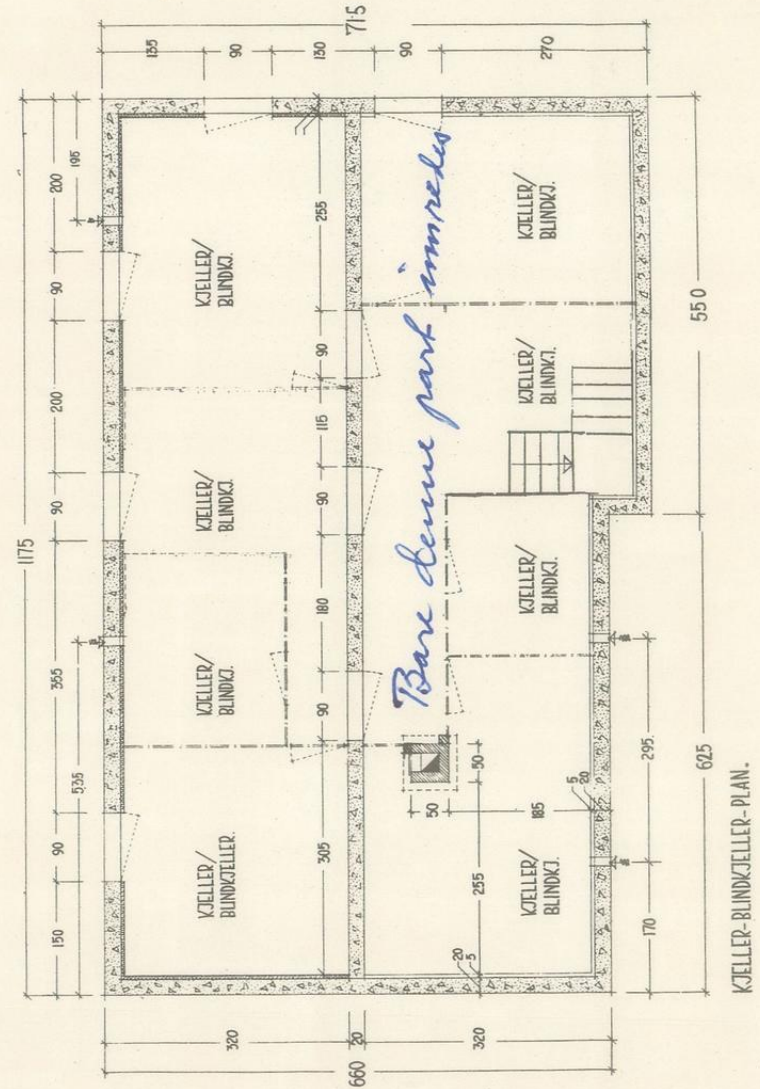 1175
150 90 355 90 200 90 200
535 195
KJELLER/
BLINDKJELLER.
KJELLER/
BLINDKJ.
KJELLER/
BLINDKJ.
KJELLER/
BLINDKJ.
305 90 180 90 115 90 255
660
320
20
320
715
135
90
130
90
270
Bare denne part innredes
50
50
255
185
20
5
5
20
KJELLER/
BLINDKJ.
KJELLER/
BLINDKJ.
KJELLER/
BLINDKJ.
KJELLER/
BLINDKJ.
170 295
625 550
KJELLER-BLINDKJELLER-PLAN.